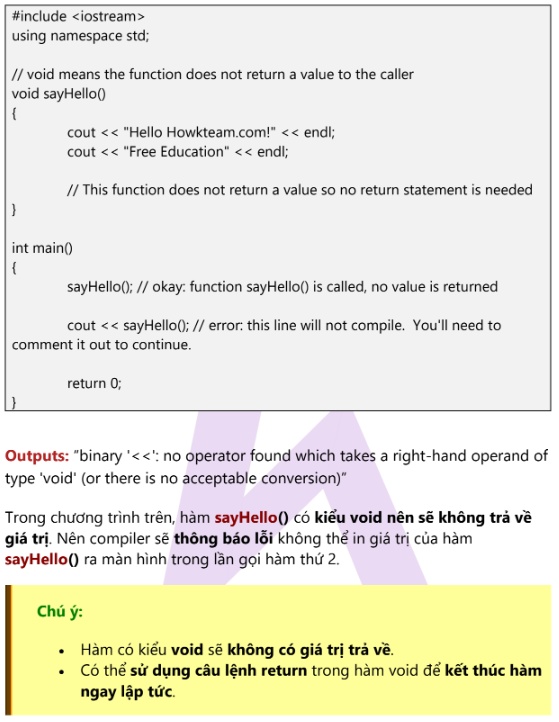 #include <iostream>
using namespace std;
// void means the function does not return a value to the caller
void sayHello()
{
cout << "Hello Howkteam.com!" << endl;
cout << "Free Education" << endl;
// This function does not return a value so no return statement is needed
}
int main()
{
sayHello(); // okay: function sayHello() is called, no value is returned
cout << sayHello(); // error: this line will not compile.  You'll need to
comment it out to continue.
return 0;
}
Outputs: “binary '<<': no operator found which takes a right-hand operand of
type 'void' (or there is no acceptable conversion)”
Trong chương trình trên, hàm sayHello() có kiểu void nên sẽ không trả về
giá trị. Nên compiler sẽ thông báo lỗi không thể in giá trị của hàm
sayHello() ra màn hình trong lần gọi hàm thứ 2.
Chú ý:
• Hàm có kiểu void sẽ không có giá trị trả về.
• Có thể sử dụng câu lệnh return trong hàm void để kết thúc hàm
ngay lập tức.